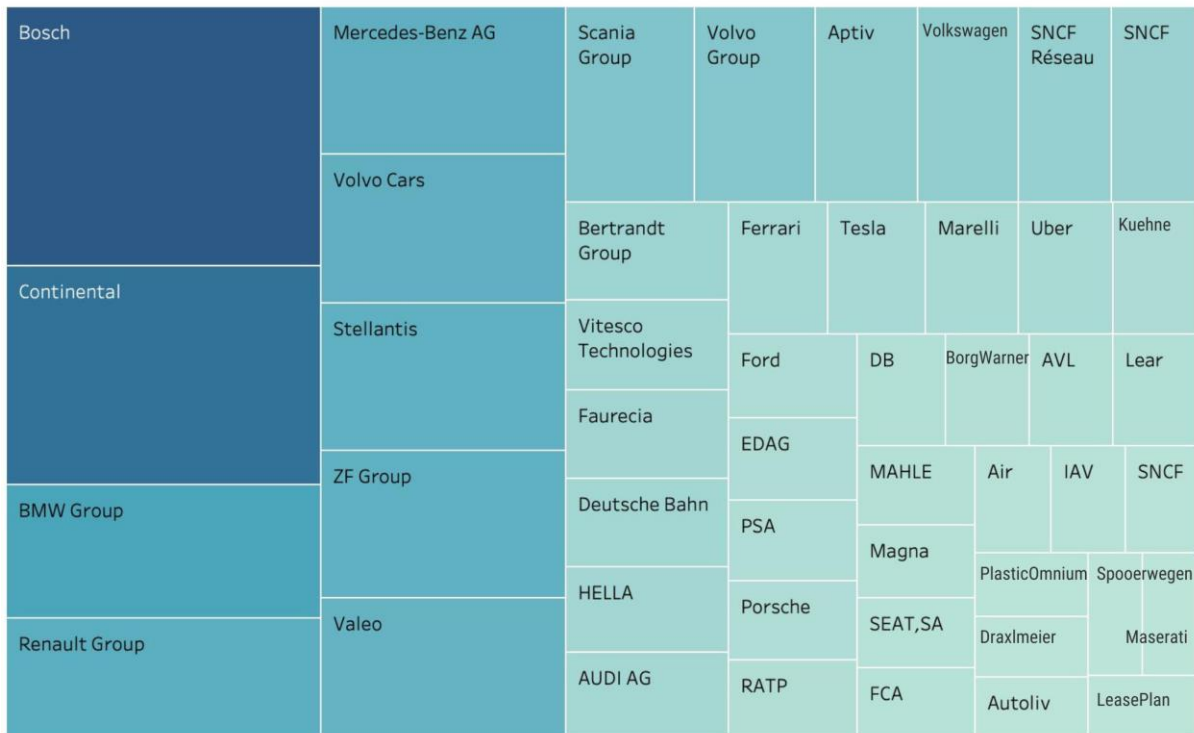 Bosch
Continental
BMW Group
Renault Group
Mercedes-Benz AG
Volvo Cars
Stellantis
ZF Group
Valeo
Scania
Group
Volvo
Group
Aptiv
Volkswagen
SNCF
Réseau
SNCF
Bertrandt
Group
Vitesco
Technologies
Faurecia
Deutsche Bahn
HELLA
AUDI AG
Ferrari
Tesla
Marelli
Uber
Kuehne
Ford
EDAG
PSA
Porsche
RATP
DB
BorgWarner
AVL
Lear
MAHLE
Magna
SEAT,SA
FCA
Air
IAV
SNCF
PlasticOmnium
Draxlmeier
Autoliv
Spooerwegen
Maserati
LeasePlan